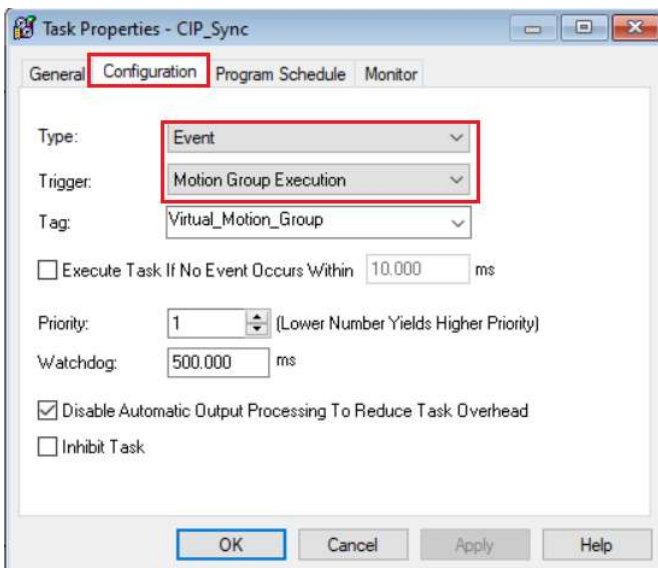 Task Properties - CIP_Sync
General Configuration Program Schedule Monitor
Type: Event
Trigger: Motion Group Execution
Tag: Virtual_Motion_Group
Execute Task If No Event Occurs Within 10.000 ms
Priority: 1 (Lower Number Yields Higher Priority)
Watchdog: 500.000 ms
Disable Automatic Output Processing To Reduce Task Overhead
Inhibit Task
OK Cancel Apply Help